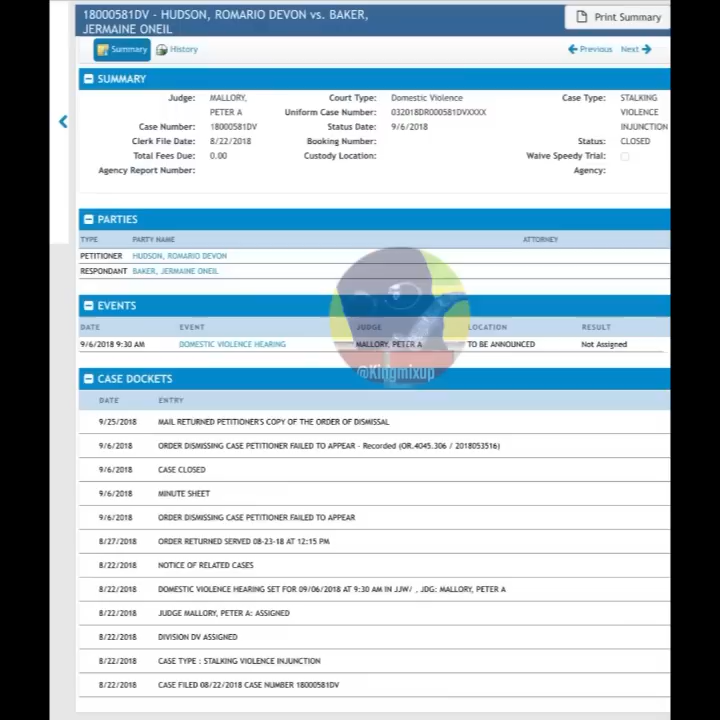 18000581DV - HUDSON, ROMARIO DEVON vs. BAKER,
JERMAINE ONEIL
Print Summary
Summary History Previous Next
SUMMARY
Judge: MALLORY, PETER A Court Type: Domestic Violence Case Type: STALKING VIOLENCE INJUNCTION
Uniform Case Number: 032018DR000581DVXXXX
Case Number: 18000581DV Status Date: 9/6/2018
Clerk File Date: 8/22/2018 Booking Number: Status: CLOSED
Total Fees Due: 0.00 Custody Location: Waive Speedy Trial:
Agency Report Number: Agency:
PARTIES
TYPE PARTY NAME ATTORNEY
PETITIONER HUDSON, ROMARIO DEVON
RESPONDANT BAKER, JERMAINE ONEIL
EVENTS
DATE EVENT JUDGE LOCATION RESULT
9/6/2018 9:30 AM DOMESTIC VIOLENCE HEARING MALLORY, PETER A TO BE ANNOUNCED Not Assigned
@Kingmixup
CASE DOCKETS
DATE ENTRY
9/25/2018 MAIL RETURNED PETITIONER'S COPY OF THE ORDER OF DISMISSAL
9/6/2018 ORDER DISMISSING CASE PETITIONER FAILED TO APPEAR - Recorded (OR.4045.306 / 2018053516)
9/6/2018 CASE CLOSED
9/6/2018 MINUTE SHEET
9/6/2018 ORDER DISMISSING CASE PETITIONER FAILED TO APPEAR
8/27/2018 ORDER RETURNED SERVED 08-23-18 AT 12:15 PM
8/22/2018 NOTICE OF RELATED CASES
8/22/2018 DOMESTIC VIOLENCE HEARING SET FOR 09/06/2018 AT 9:30 AM IN JJW/ , JDG: MALLORY, PETER A
8/22/2018 JUDGE MALLORY, PETER A: ASSIGNED
8/22/2018 DIVISION DV ASSIGNED
8/22/2018 CASE TYPE : STALKING VIOLENCE INJUNCTION
8/22/2018 CASE FILED 08/22/2018 CASE NUMBER 18000581DV